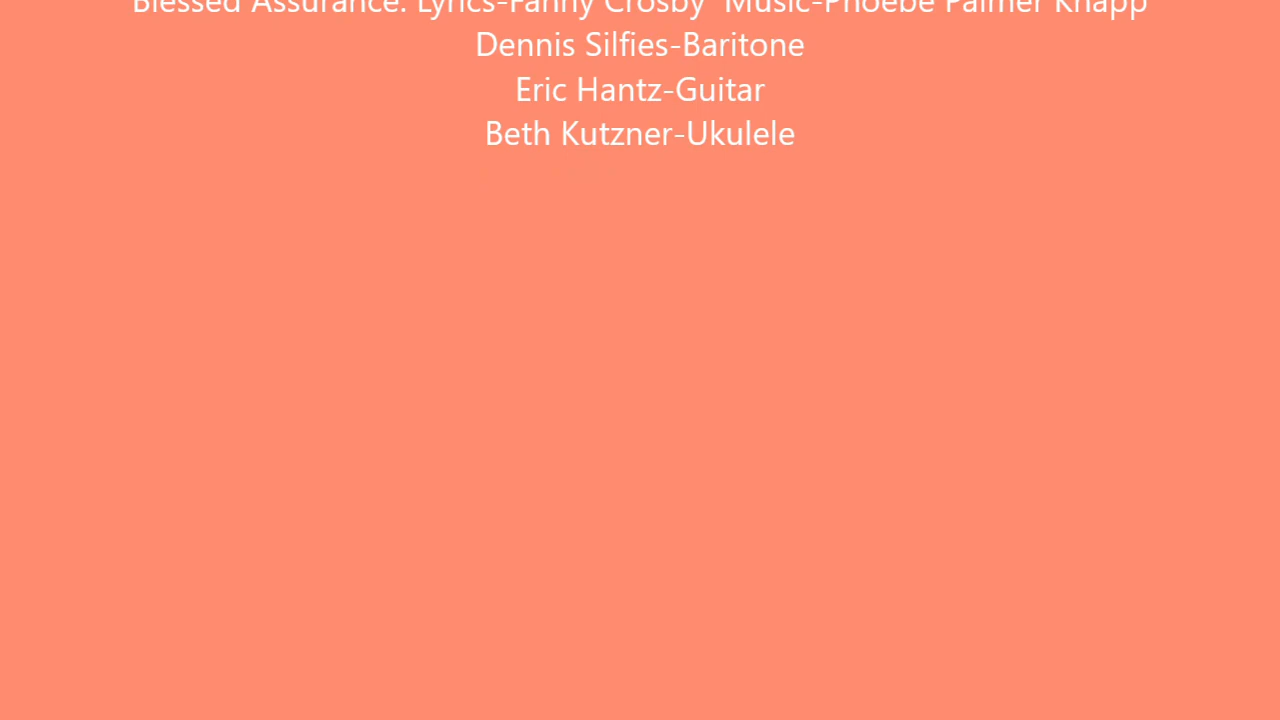 Blessed Assurance: Lyrics-Fanny Crosby  Music-Phoebe Palmer Knapp
Dennis Silfies-Baritone
Eric Hantz-Guitar
Beth Kutzner-Ukulele